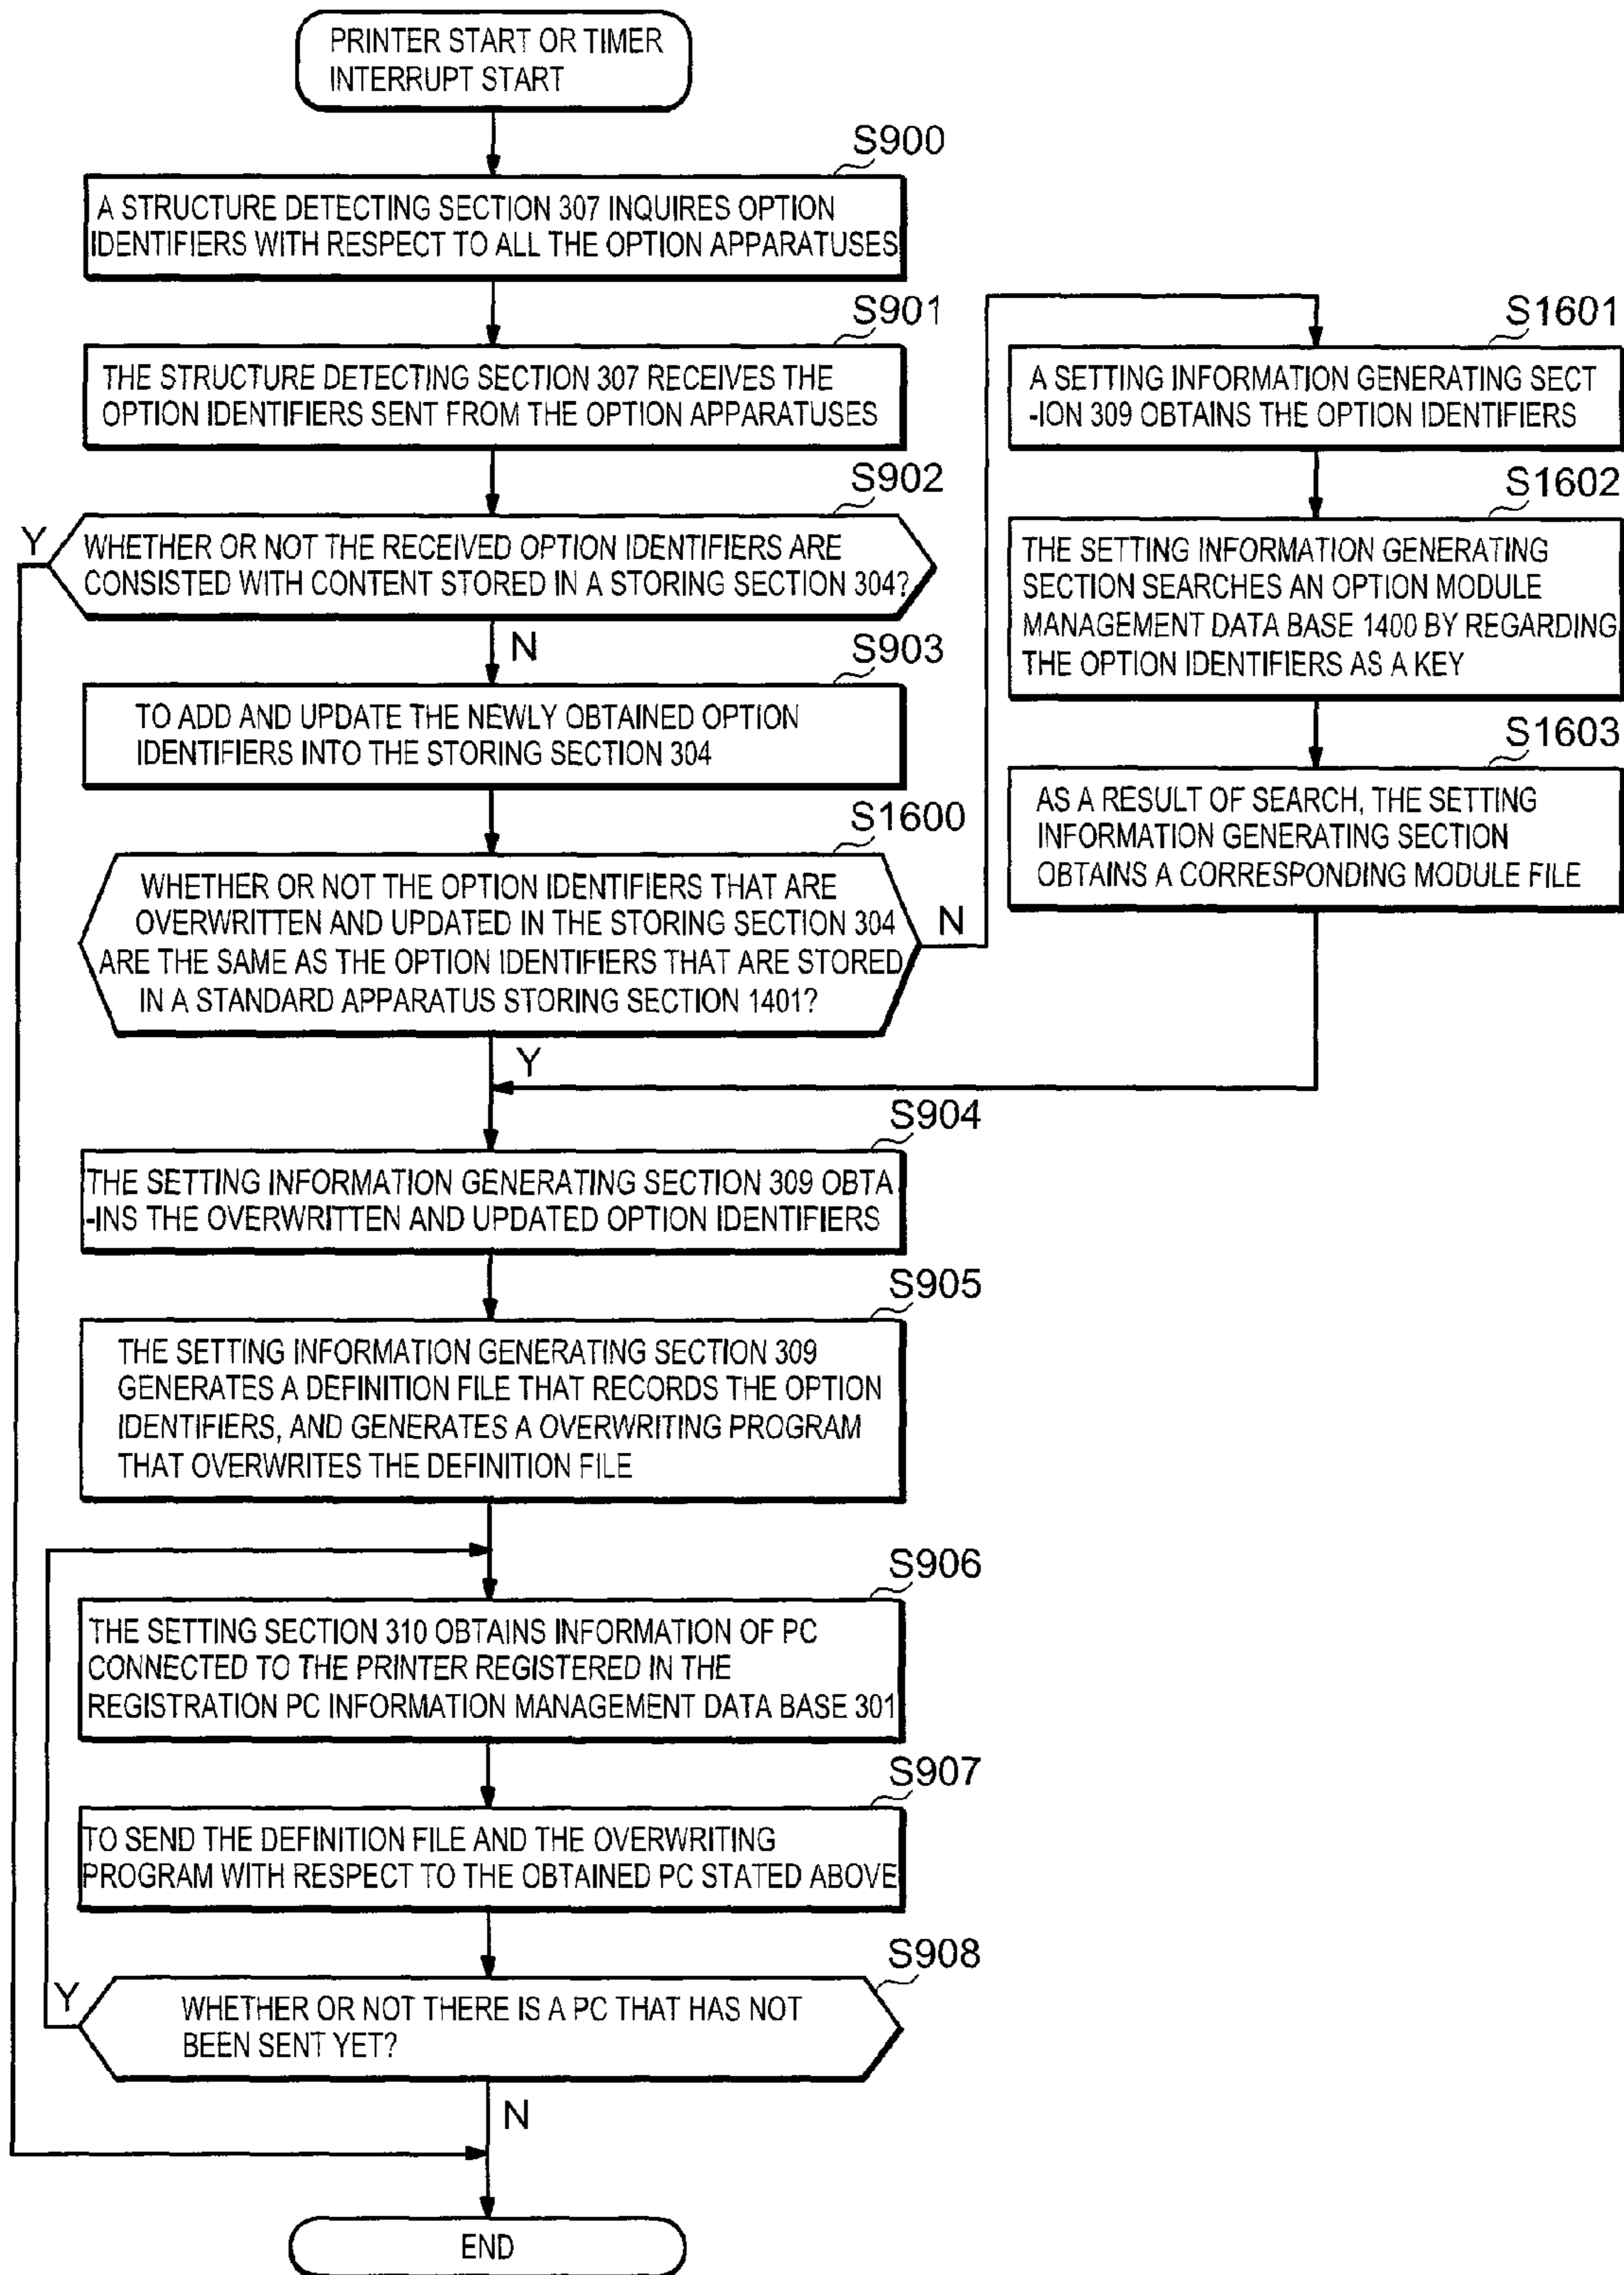 PRINTER START OR TIMER
INTERRUPT START
S900
A STRUCTURE DETECTING SECTION 307 INQUIRES OPTION
IDENTIFIERS WITH RESPECT TO ALL THE OPTION APPARATUSES
S901
THE STRUCTURE DETECTING SECTION 307 RECEIVES THE
OPTION IDENTIFIERS SENT FROM THE OPTION APPARATUSES
S902
Y
WHETHER OR NOT THE RECEIVED OPTION IDENTIFIERS ARE
CONSISTED WITH CONTENT STORED IN A STORING SECTION 304?
N
S903
TO ADD AND UPDATE THE NEWLY OBTAINED OPTION
IDENTIFIERS INTO THE STORING SECTION 304
S1600
WHETHER OR NOT THE OPTION IDENTIFIERS THAT ARE
OVERWRITTEN AND UPDATED IN THE STORING SECTION 304
ARE THE SAME AS THE OPTION IDENTIFIERS THAT ARE STORED
IN A STANDARD APPARATUS STORING SECTION 1401?
N
Y
S1601
A SETTING INFORMATION GENERATING SECT
-ION 309 OBTAINS THE OPTION IDENTIFIERS
S1602
THE SETTING INFORMATION GENERATING
SECTION SEARCHES AN OPTION MODULE
MANAGEMENT DATA BASE 1400 BY REGARDING
THE OPTION IDENTIFIERS AS A KEY
S1603
AS A RESULT OF SEARCH, THE SETTING
INFORMATION GENERATING SECTION
OBTAINS A CORRESPONDING MODULE FILE
S904
THE SETTING INFORMATION GENERATING SECTION 309 OBTA
-INS THE OVERWRITTEN AND UPDATED OPTION IDENTIFIERS
S905
THE SETTING INFORMATION GENERATING SECTION 309
GENERATES A DEFINITION FILE THAT RECORDS THE OPTION
IDENTIFIERS, AND GENERATES A OVERWRITING PROGRAM
THAT OVERWRITES THE DEFINITION FILE
S906
THE SETTING SECTION 310 OBTAINS INFORMATION OF PC
CONNECTED TO THE PRINTER REGISTERED IN THE
REGISTRATION PC INFORMATION MANAGEMENT DATA BASE 301
S907
TO SEND THE DEFINITION FILE AND THE OVERWRITING
PROGRAM WITH RESPECT TO THE OBTAINED PC STATED ABOVE
S908
Y
WHETHER OR NOT THERE IS A PC THAT HAS NOT
BEEN SENT YET?
N
END